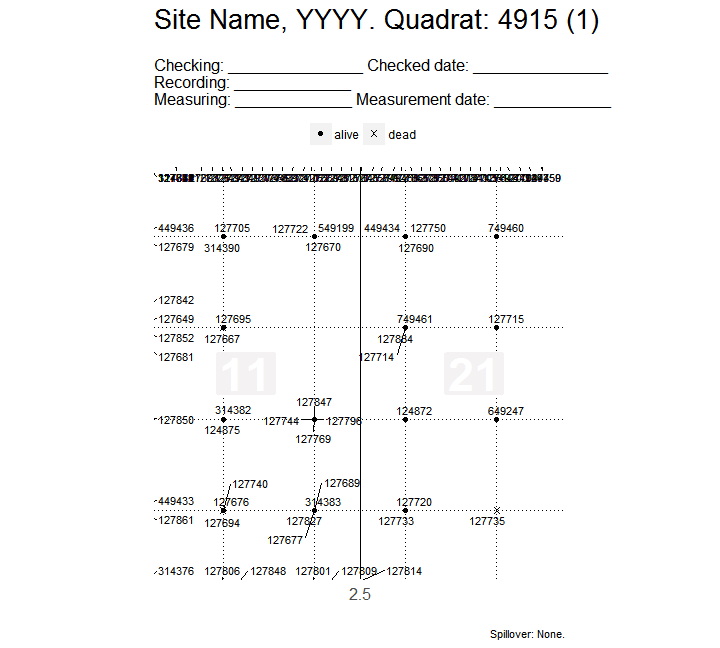 Site Name, YYYY. Quadrat: 4915 (1)
Checking: _______________ Checked date: _______________
Recording: _____________
Measuring: _____________ Measurement date: _____________
alive dead
449436 127705 127722 549199 449434 127750 749460
127679 314390 127670 127690
127842
127649 127695 749461 127715
127852 127667 127884
127681 127714
11 21
127847
314382 124872 649247
127850 124875 127744 127796
127769
127740 127689
449433 127676 314383 127720
127861 127694 127827 127733 127735
127677
314376 127806 127848 127801 127809 127814
2.5
Spillover: None.